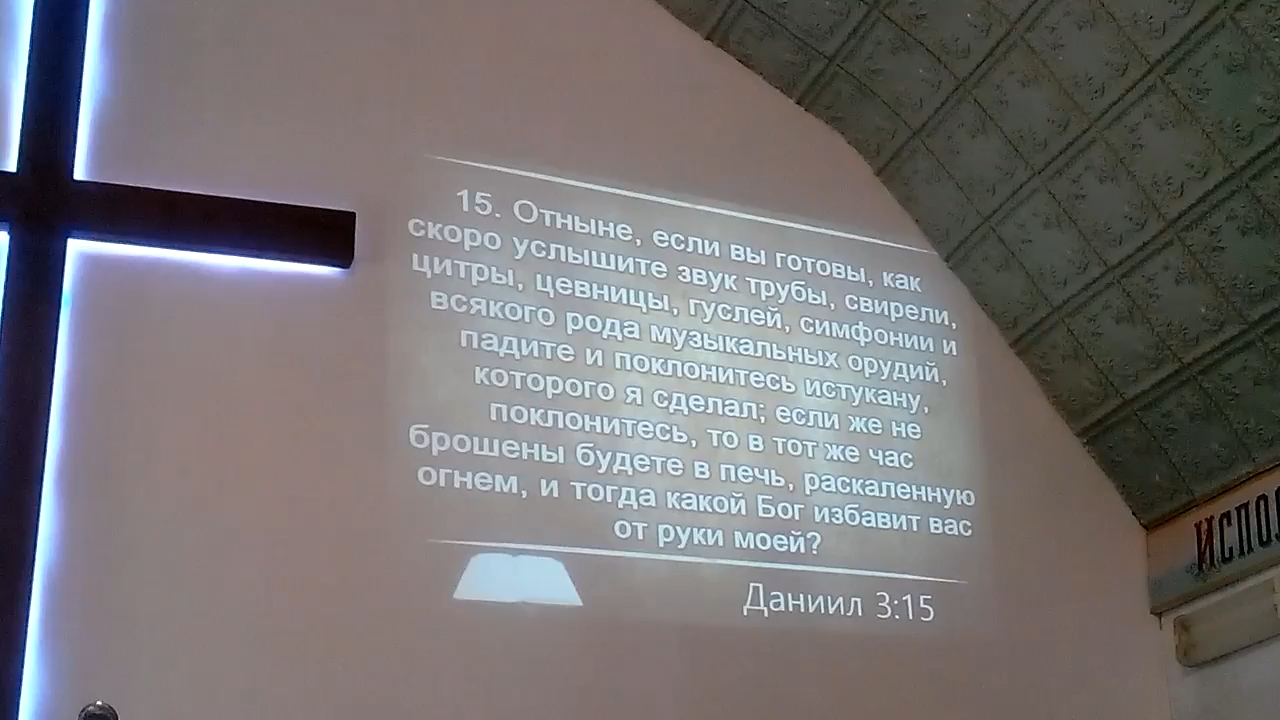 15. Отныне, если вы готовы, как
скоро услышите звук трубы, свирели,
цитры, цевницы, гуслей, симфонии и
всякого рода музыкальных орудий,
падите и поклонитесь истукану,
которого я сделал; если же не
поклонитесь, то в тот же час
брошены будете в печь, раскаленную
огнем, и тогда какой Бог избавит вас
от руки моей?
Даниил 3:15